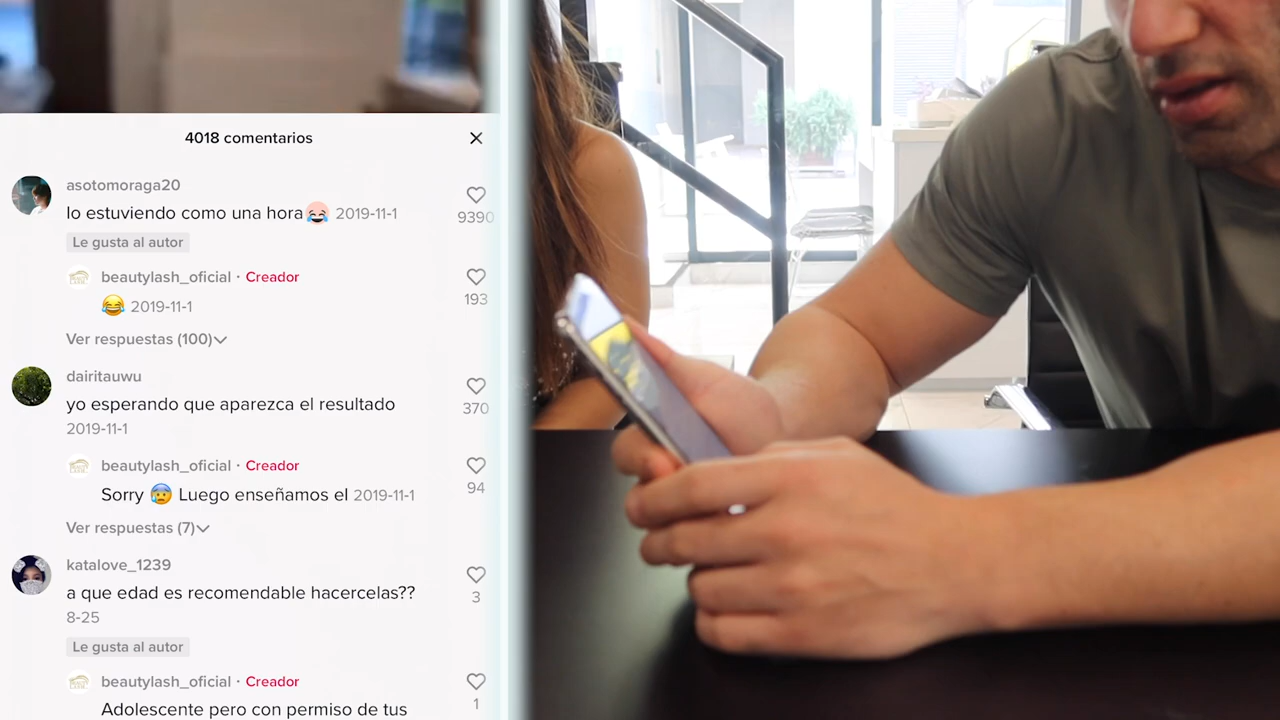 4018 comentarios
asotomoraga20
lo estuviendo como una hora😂 2019-11-1
9390
Le gusta al autor
beautylash_oficial · Creador
😂 2019-11-1
193
Ver respuestas (100)
dairitauwu
yo esperando que aparezca el resultado
370
2019-11-1
beautylash_oficial · Creador
Sorry 😰 Luego enseñamos el 2019-11-1
94
Ver respuestas (7)
katalove_1239
a que edad es recomendable hacercelas??
3
8-25
Le gusta al autor
beautylash_oficial · Creador
Adolescente pero con permiso de tus
1